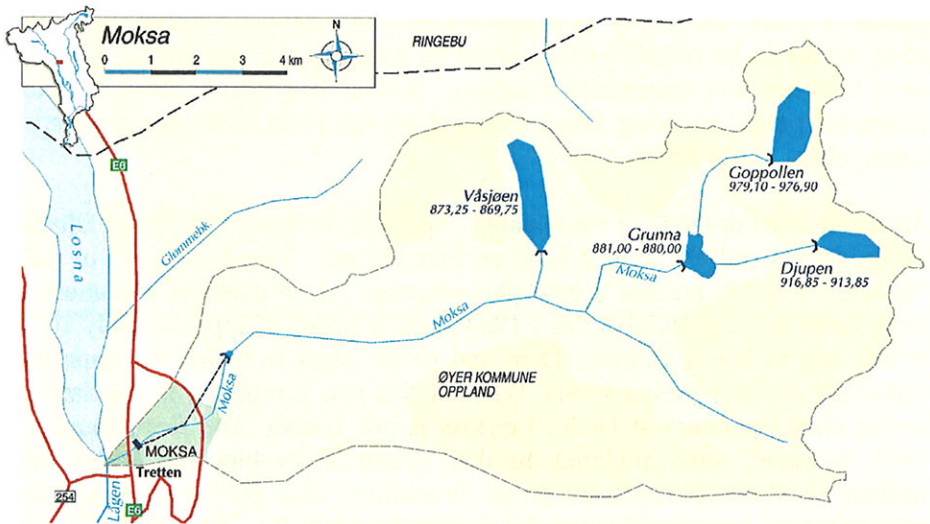 Moksa
0 1 2 3 4 km
N
RINGEBU
E6
Losna
Glommebk.
Våsjøen
873,25 - 869,75
Goppollen
979,10 - 976,90
Grunna
881,00 - 880,00
Moksa
Djupen
916,85 - 913,85
Moksa
Moksa
ØYER KOMMUNE
OPPLAND
MOKSA
Tretten
254
Lågen
E6